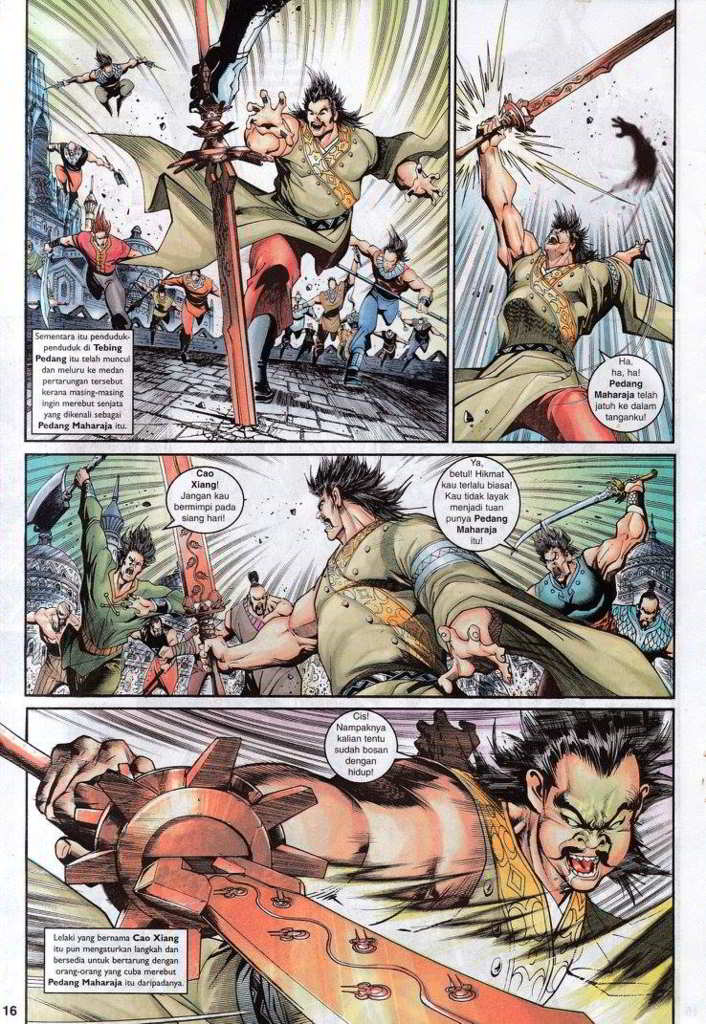 Sementara itu penduduk-
penduduk di Tebing
Pedang itu telah muncul
dan meluru ke medan
pertarungan tersebut
kerana masing-masing
ingin merebut senjata
yang dikenali sebagai
Pedang Maharaja itu.
Ha,
ha, ha!
Pedang
Maharaja telah
jatuh ke dalam
tanganku!
Cao
Xiang!
Jangan kau
bermimpi pada
siang hari!
Ya,
betul! Hikmat
kau terlalu biasa!
Kau tidak layak
menjadi tuan
punya Pedang
Maharaja
itu!
Cis!
Nampaknya
kalian tentu
sudah bosan
dengan
hidup!
Lelaki yang bernama Cao Xiang
itu pun mengaturkan langkah dan
bersedia untuk bertarung dengan
orang-orang yang cuba merebut
Pedang Maharaja itu daripadanya.
16